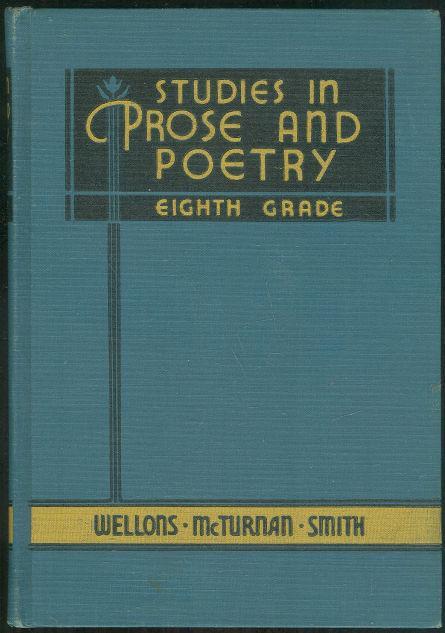 STUDIES IN
PROSE AND
POETRY
EIGHTH GRADE
WELLONS · McTURNAN · SMITH